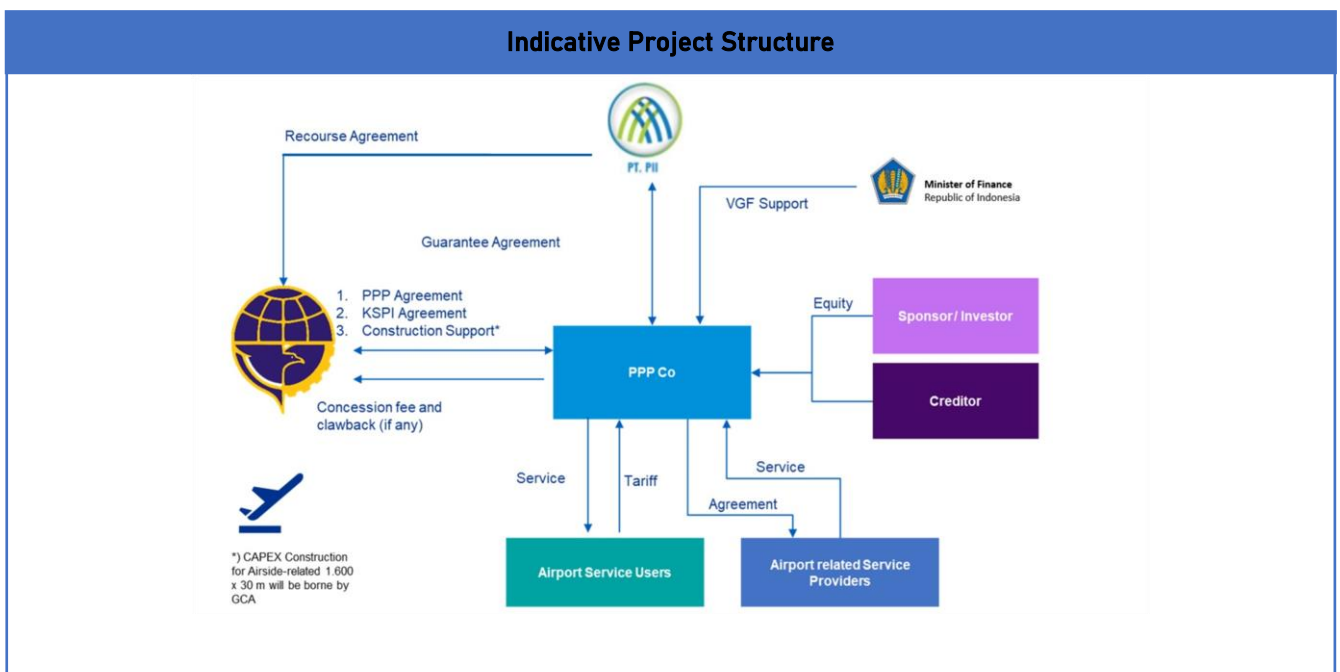 Indicative Project Structure
Recourse Agreement
PT. PII
VGF Support
Minister of Finance
Republic of Indonesia
Guarantee Agreement
1. PPP Agreement
2. KSPI Agreement
3. Construction Support*
Equity
Sponsor/ Investor
PPP Co
Creditor
Concession fee and
clawback (if any)
Service
Tariff
Service
Agreement
*) CAPEX Construction
for Airside-related 1.600
x 30 m will be borne by
GCA
Airport Service Users
Airport related Service
Providers